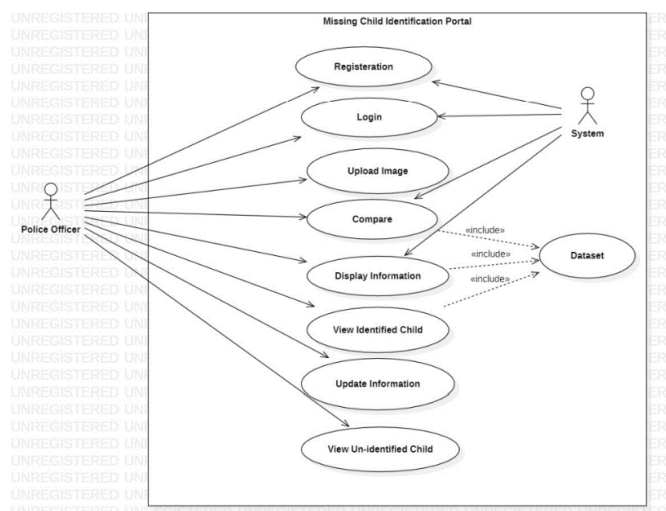 Missing Child Identification Portal
Registeration
Login
System
Upload Image
Police Officer
Compare
«include»
«include»
Dataset
Display Information
«include»
View Identified Child
Update Information
View Un-identified Child
UNREGISTERED